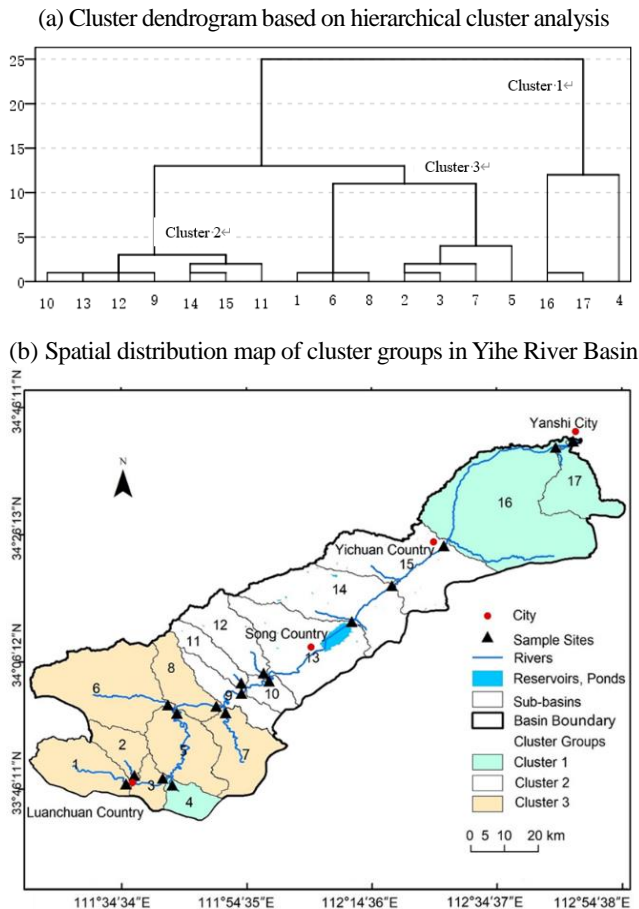 (a) Cluster dendrogram based on hierarchical cluster analysis
25
20
15
10
5
0
Cluster 1
Cluster 3
Cluster 2
10 13 12 9 14 15 11 1 6 8 2 3 7 5 16 17 4
(b) Spatial distribution map of cluster groups in Yihe River Basin
34°46′11″N
34°26′13″N
34°06′12″N
33°46′11″N
N
Yanshi City
17
16
Yichuan Country
15
14
12
Song Country
11
13
8
10
9
6
5
7
2
1
3
4
Luanchuan Country
City
Sample Sites
Rivers
Reservoirs, Ponds
Sub-basins
Basin Boundary
Cluster Groups
Cluster 1
Cluster 2
Cluster 3
0 5 10 20 km
111°34′34″E 111°54′35″E 112°14′36″E 112°34′37″E 112°54′38″E